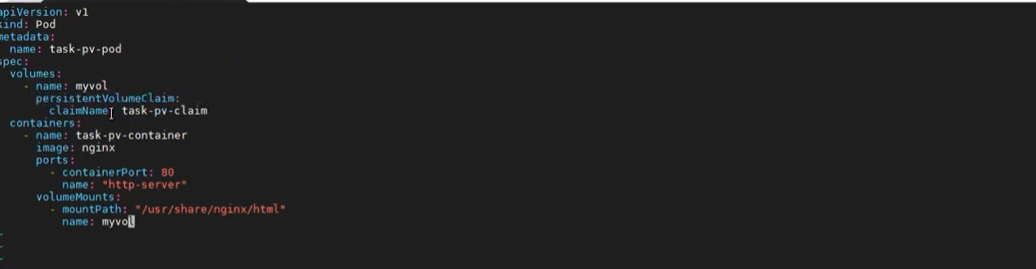 apiVersion: v1
kind: Pod
metadata:
  name: task-pv-pod
spec:
  volumes:
    - name: myvol
      persistentVolumeClaim:
        claimName: task-pv-claim
  containers:
    - name: task-pv-container
      image: nginx
      ports:
        - containerPort: 80
          name: "http-server"
      volumeMounts:
        - mountPath: "/usr/share/nginx/html"
          name: myvol
~
~
~